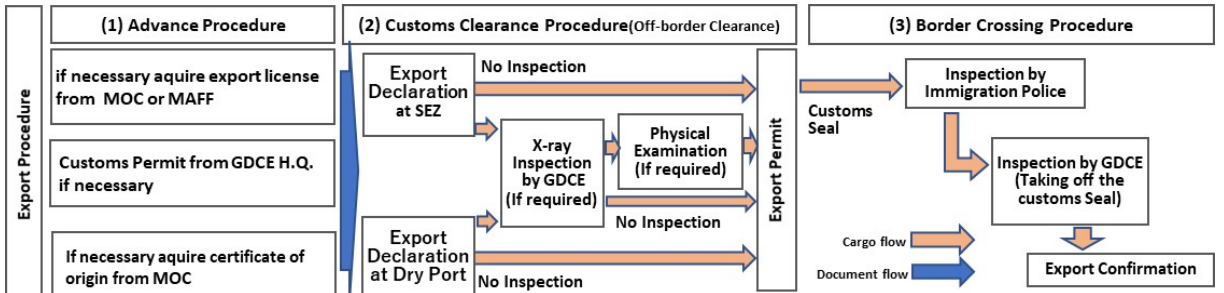 Export Procedure
(1) Advance Procedure
if necessary aquire export license
from MOC or MAFF
Customs Permit from GDCE H.Q.
if necessary
If necessary aquire certificate of
origin from MOC
(2) Customs Clearance Procedure(Off-border Clearance)
Export
Declaration
at SEZ
No Inspection
X-ray
Inspection
by GDCE
(If required)
Physical
Examination
(If required)
No Inspection
Export
Declaration
at Dry Port
No Inspection
Export Permit
(3) Border Crossing Procedure
Customs
Seal
Inspection by
Immigration Police
Inspection by GDCE
(Taking off the
customs Seal)
Export Confirmation
Cargo flow
Document flow